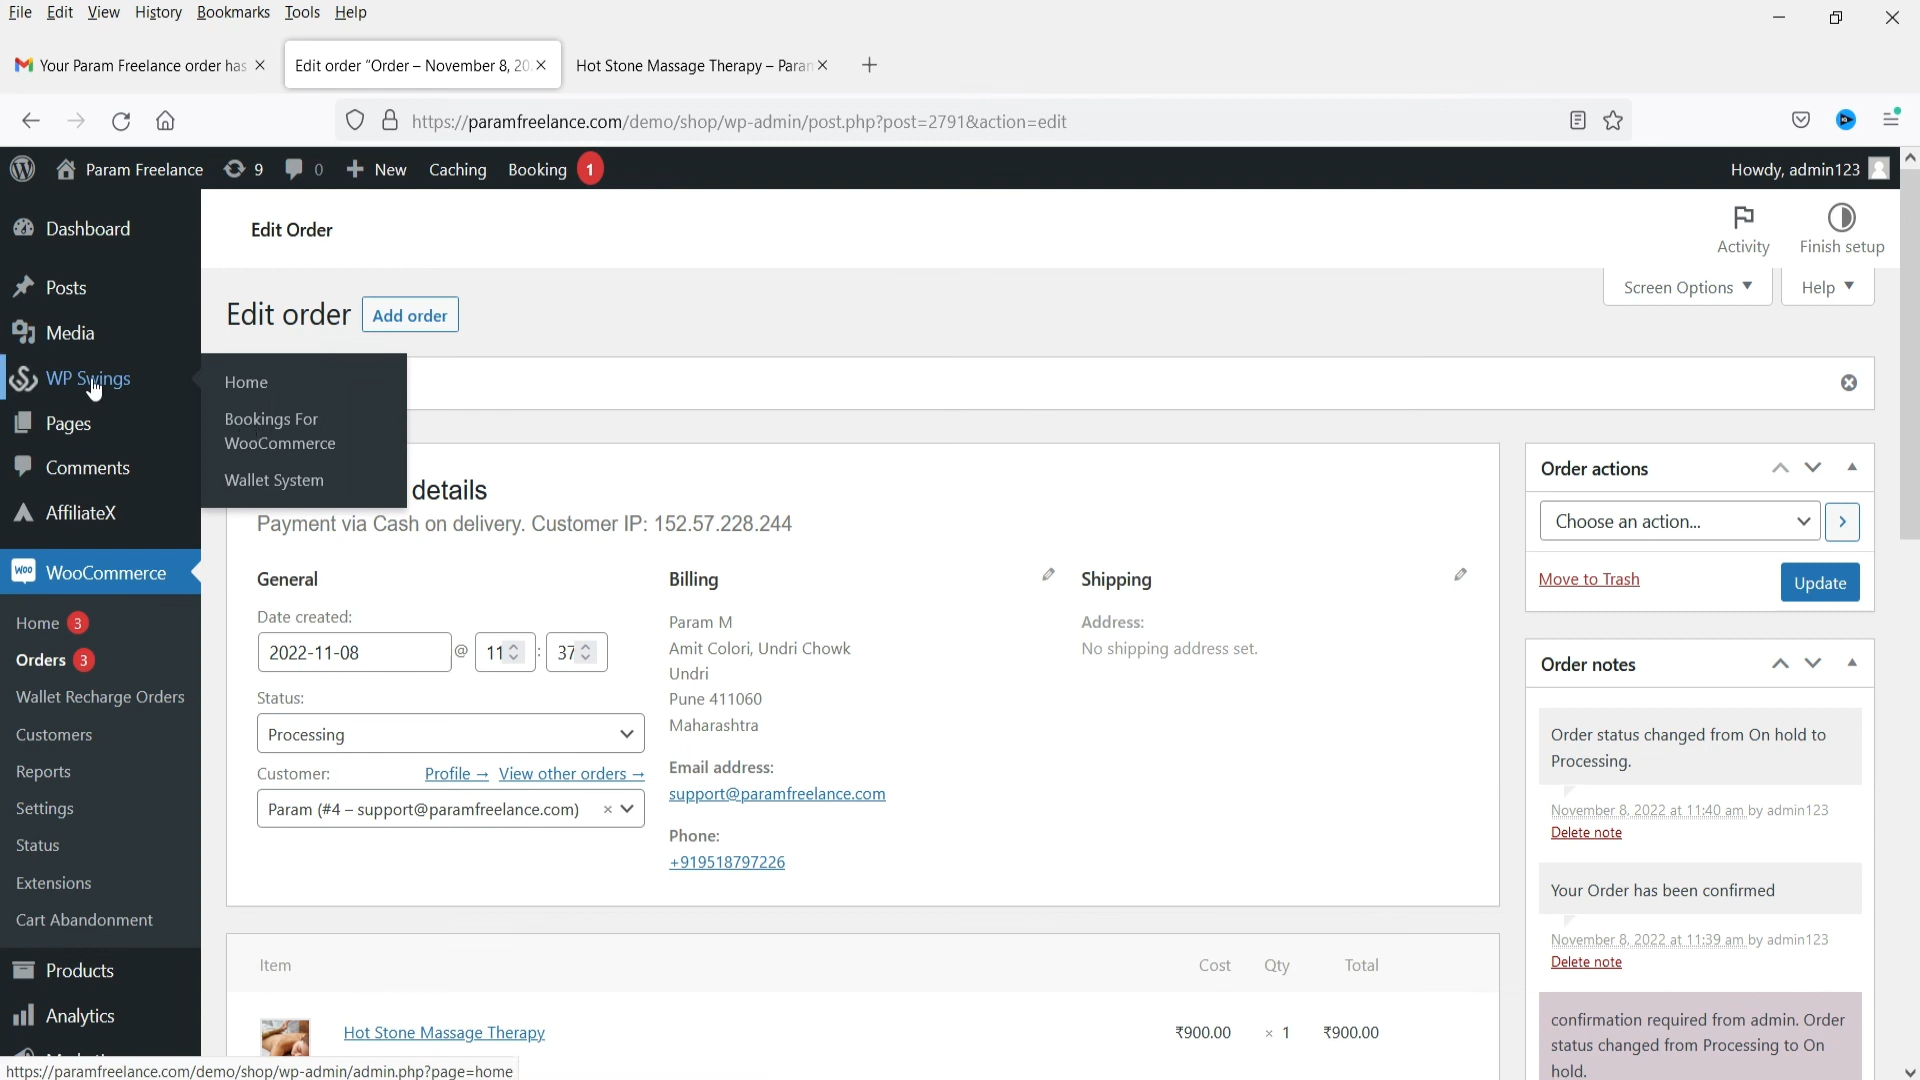 File Edit View History Bookmarks Tools Help
Your Param Freelance order has
Edit order "Order – November 8, 20
Hot Stone Massage Therapy – Param
https://paramfreelance.com/demo/shop/wp-admin/post.php?post=2791&action=edit
Param Freelance 9 0 New Caching Booking 1
Howdy, admin123
Dashboard
Posts
Media
WP Swings
Pages
Comments
AffiliateX
WooCommerce
Home 3
Orders 3
Wallet Recharge Orders
Customers
Reports
Settings
Status
Extensions
Cart Abandonment
Products
Analytics
Home
Bookings For
WooCommerce
Wallet System
Edit Order
Activity
Finish setup
Screen Options
Help
Edit order Add order
details
Payment via Cash on delivery. Customer IP: 152.57.228.244
General
Date created:
2022-11-08 @ 11 : 37
Status:
Processing
Customer: Profile → View other orders →
Param (#4 – support@paramfreelance.com) ×
Billing
Param M
Amit Colori, Undri Chowk
Undri
Pune 411060
Maharashtra
Email address:
support@paramfreelance.com
Phone:
+919518797226
Shipping
Address:
No shipping address set.
Item Cost Qty Total
Hot Stone Massage Therapy ₹900.00 × 1 ₹900.00
Order actions
Choose an action...
Move to Trash
Update
Order notes
Order status changed from On hold to
Processing.
November 8, 2022 at 11:40 am by admin123
Delete note
Your Order has been confirmed
November 8, 2022 at 11:39 am by admin123
Delete note
confirmation required from admin. Order
status changed from Processing to On
hold.
https://paramfreelance.com/demo/shop/wp-admin/admin.php?page=home